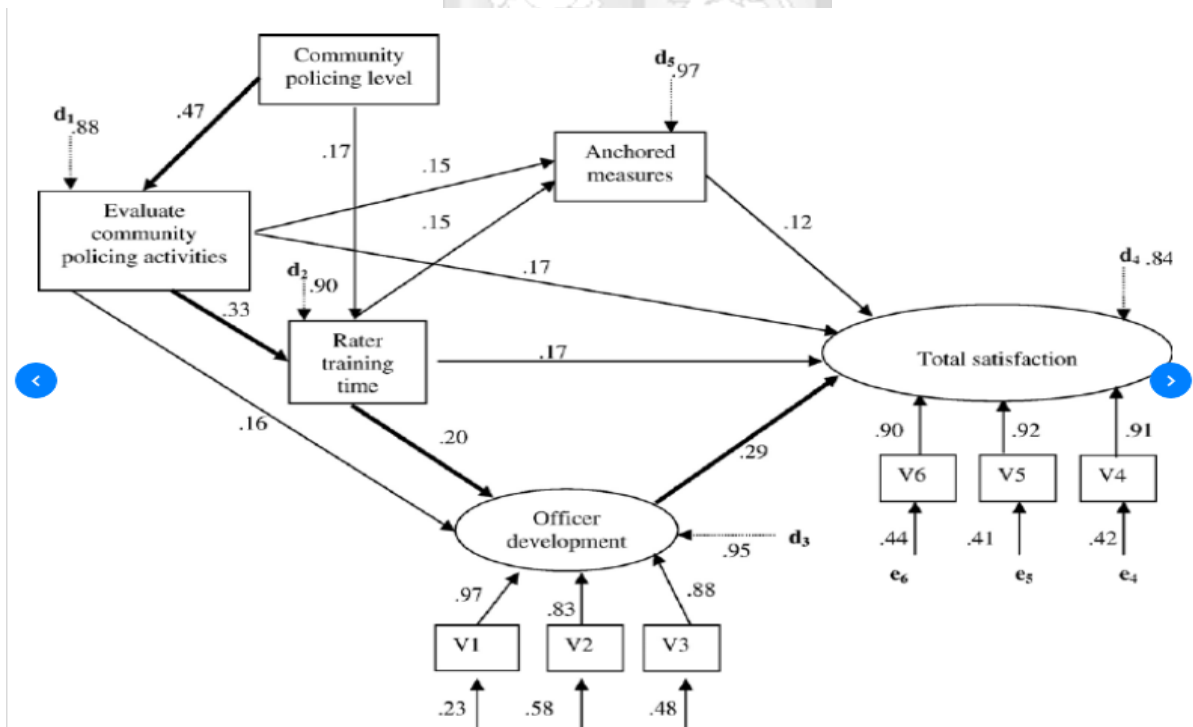 Community
policing level
d5 .97
.47
d1 .88
.17
Anchored
measures
.15
Evaluate
community
policing activities
.15
.12
d2 .90
.17
d4 .84
.33
Rater
training
time
.17
Total satisfaction
.16
.20
.29
.90
.92
.91
V6
V5
V4
Officer
development
.95
d3
.44
.41
.42
e6
e5
e4
.97
.83
.88
V1
V2
V3
.23
.58
.48